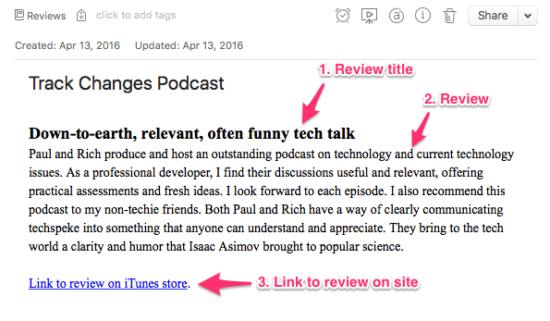 Reviews click to add tags Share
Created: Apr 13, 2016 Updated: Apr 13, 2016
Track Changes Podcast
1. Review title
2. Review
Down-to-earth, relevant, often funny tech talk
Paul and Rich produce and host an outstanding podcast on technology and current technology
issues. As a professional developer, I find their discussions useful and relevant, offering
practical assessments and fresh ideas. I look forward to each episode. I also recommend this
podcast to my non-techie friends. Both Paul and Rich have a way of clearly communicating
techspeke into something that anyone can understand and appreciate. They bring to the tech
world a clarity and humor that Isaac Asimov brought to popular science.
Link to review on iTunes store.
3. Link to review on site